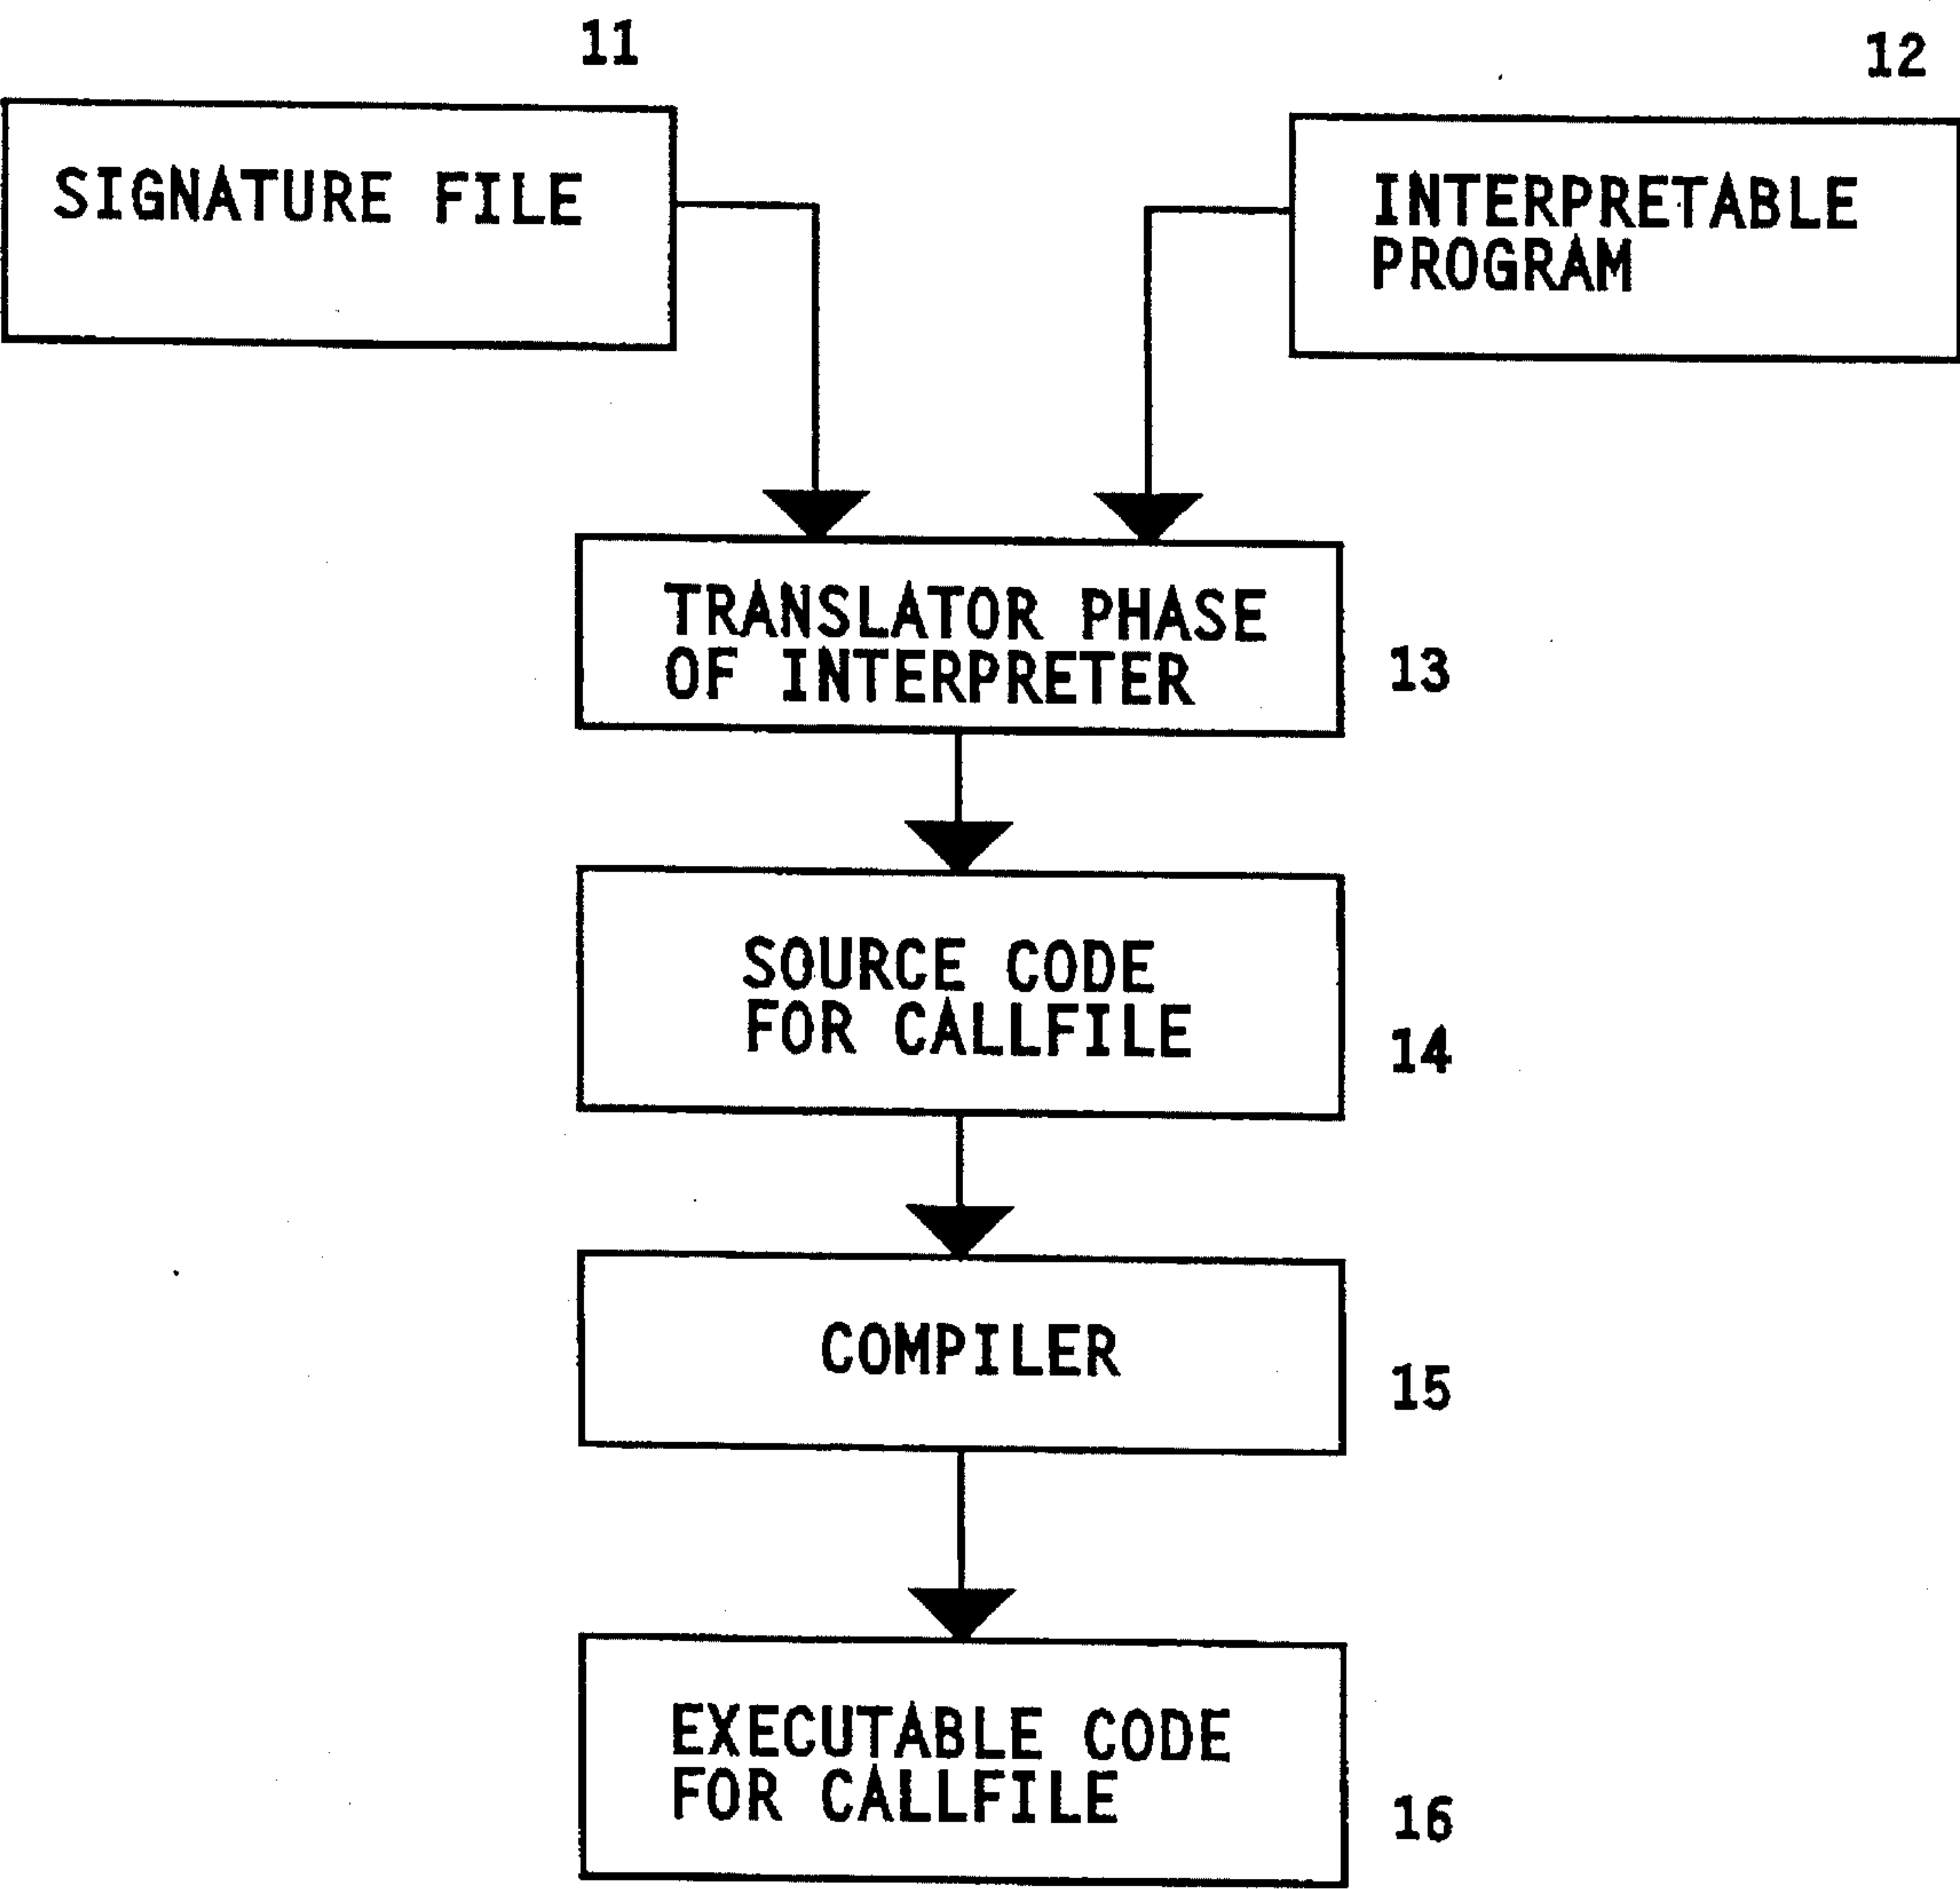 11
12
SIGNATURE FILE
INTERPRETABLE
PROGRAM
TRANSLATOR PHASE
OF INTERPRETER
13
SOURCE CODE
FOR CALLFILE
14
COMPILER
15
EXECUTABLE CODE
FOR CALLFILE
16